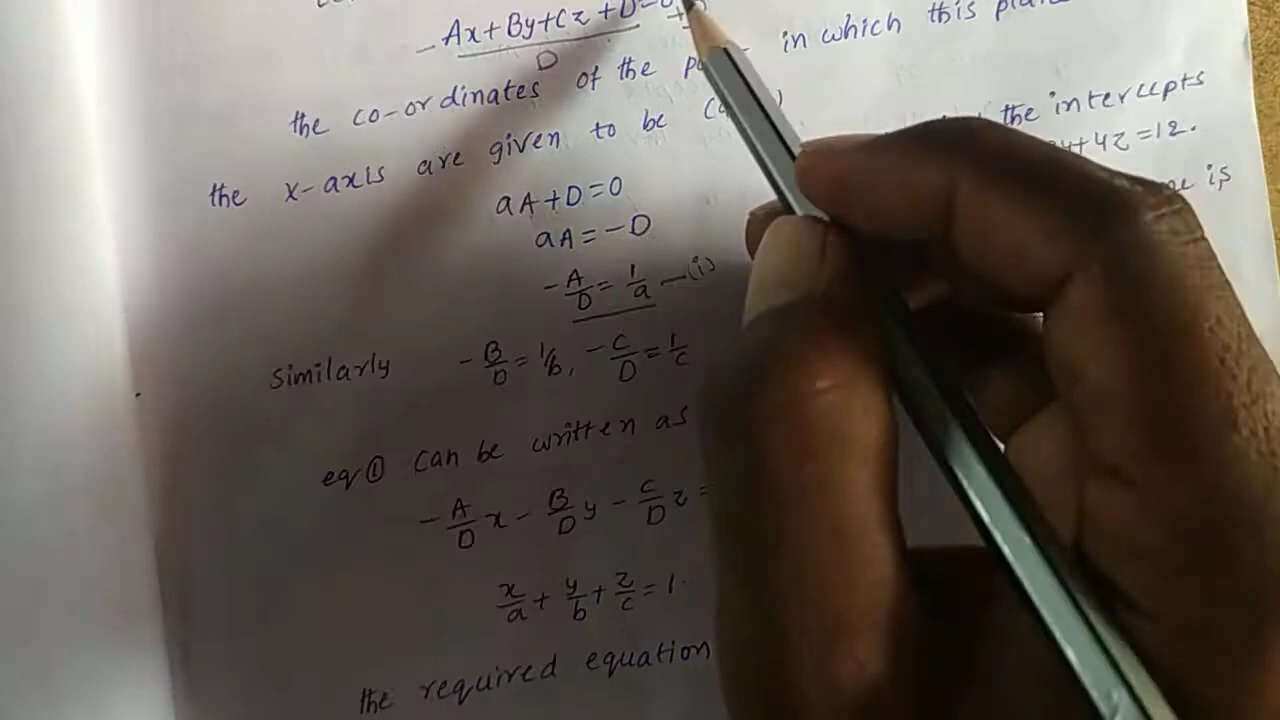 - Ax+By+Cz+D
D
the co-ordinates of the in which this
the x-axis are given to be
aA+D=0
aA=-D
-A/D=1/a —(i)
Similarly -B/D=1/b, -C/D=1/c
eq① can be written as
-A/D x - B/D y - C/D z =
x/a + y/b + z/c = 1.
the required equation
the intercepts
y+4z=12.
is